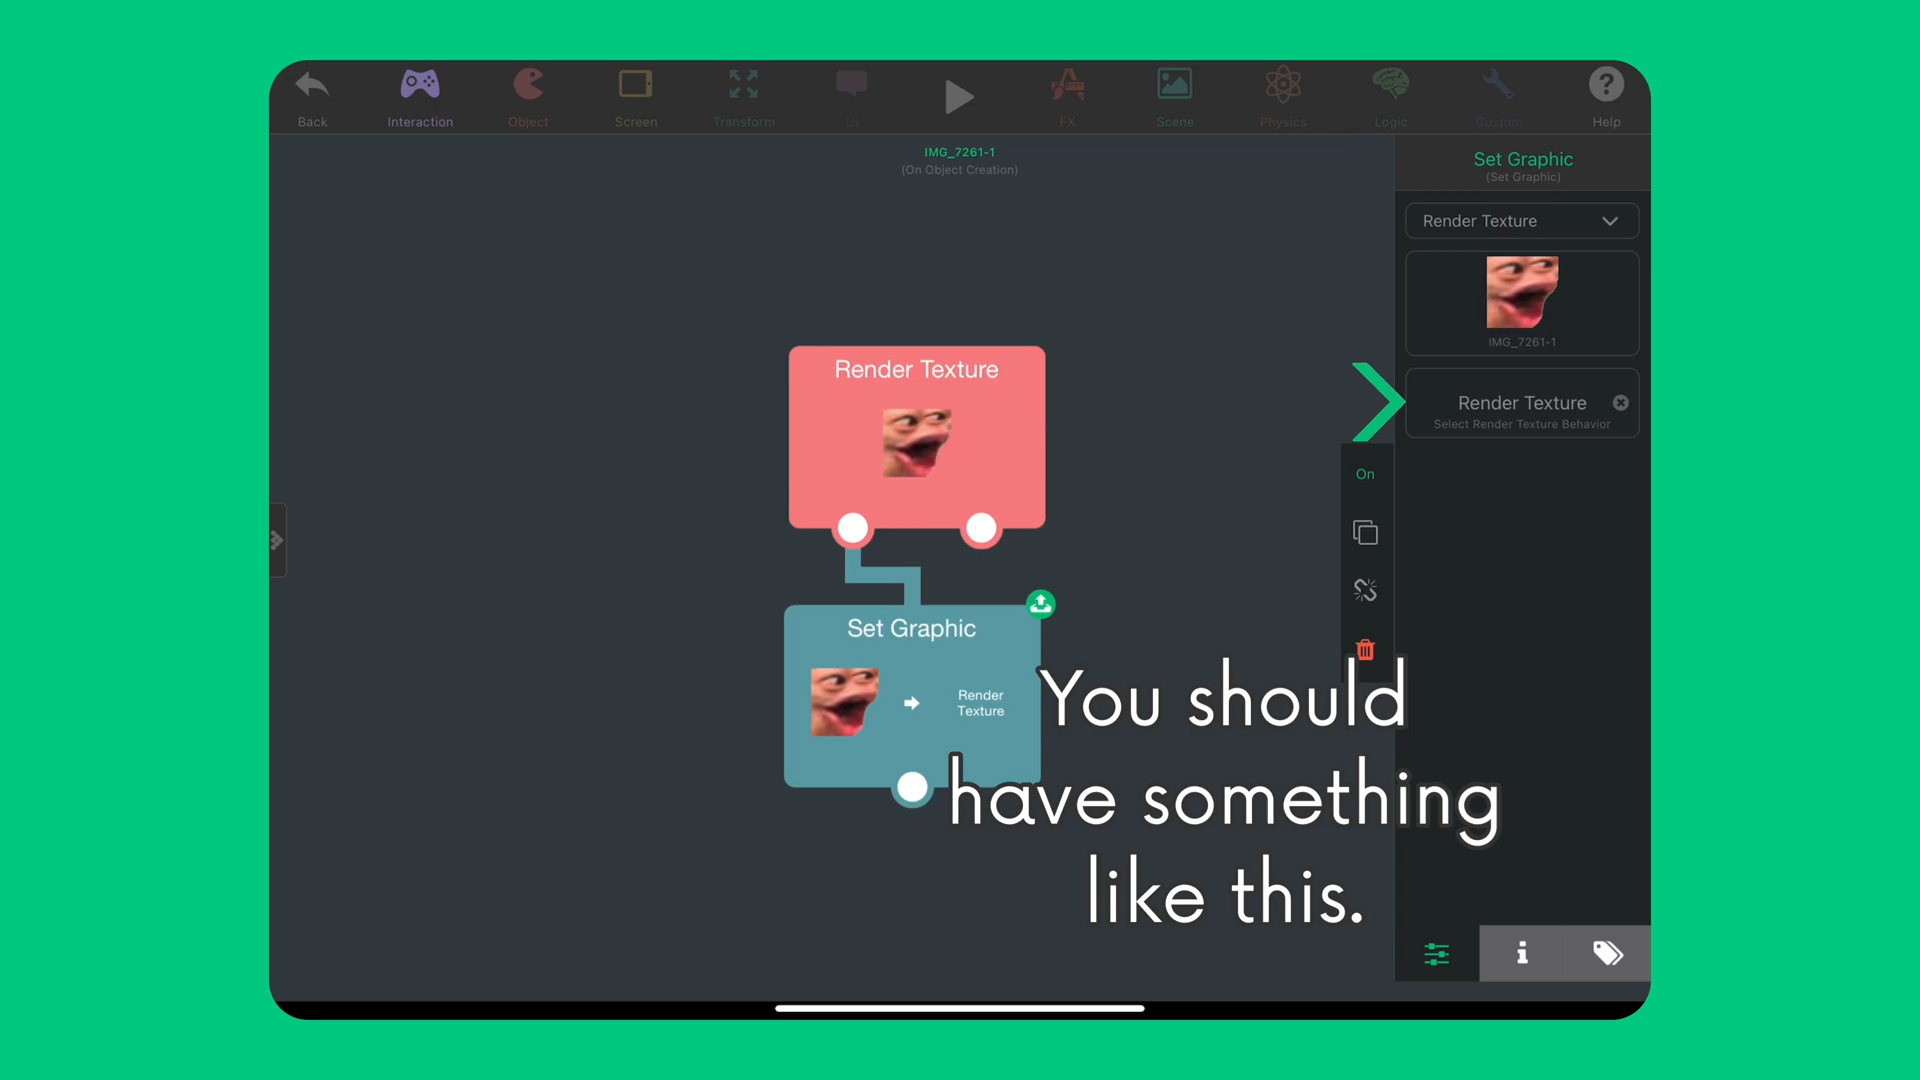 Back
Interaction
Object
Screen
Transform
UI
FX
Scene
Physics
Logic
Custom
Help
IMG_7261-1
(On Object Creation)
Set Graphic
(Set Graphic)
Render Texture
IMG_7261-1
Render Texture
Select Render Texture Behavior
On
Render Texture
Set Graphic
Render
Texture
You should
have something
like this.